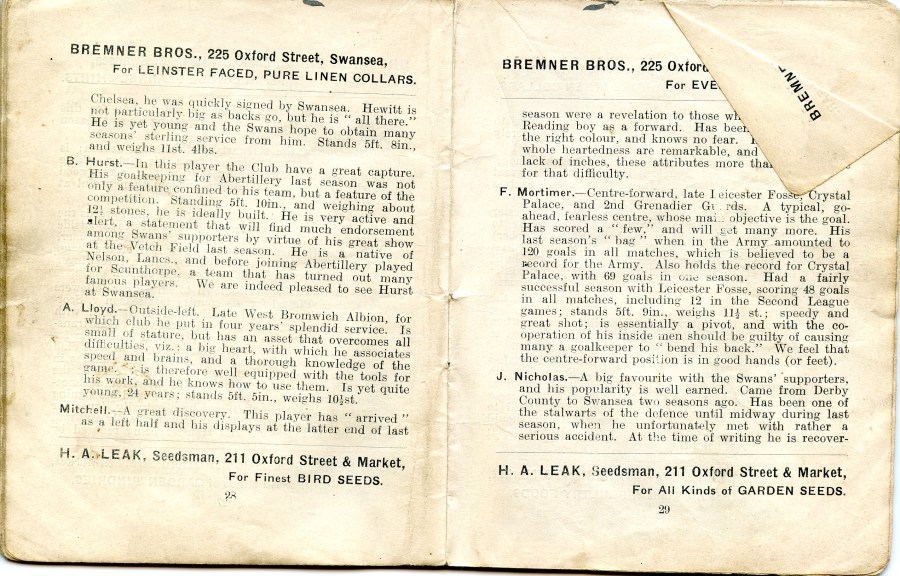 BREMNER BROS., 225 Oxford Street, Swansea,
For LEINSTER FACED, PURE LINEN COLLARS.
Chelsea, he was quickly signed by Swansea. Hewitt is
not particularly big as backs go, but he is "all there."
He is yet young and the Swans hope to obtain many
seasons' sterling service from him. Stands 5ft. 8in.,
and weighs 11st. 4lbs.
B. Hurst.—In this player the Club have a great capture.
His goalkeeping for Abertillery last season was not
only a feature confined to his team, but a feature of the
competition. Standing 5ft. 10in., and weighing about
12½ stones, he is ideally built. He is very active and
alert, a statement that will find much endorsement
among Swans' supporters by virtue of his great show
at the Vetch Field last season. He is a native of
Nelson, Lancs., and before joining Abertillery played
for Scunthorpe, a team that has turned out many
famous players. We are indeed pleased to see Hurst
at Swansea.
A. Lloyd.—Outside-left. Late West Bromwich Albion, for
which club he put in four years' splendid service. Is
small of stature, but has an asset that overcomes all
difficulties, viz.: a big heart, with which he associates
speed and brains, and a thorough knowledge of the
game. is therefore well equipped with the tools for
his work, and he knows how to use them. Is yet quite
young, 24 years; stands 5ft. 5in., weighs 10½st.
Mitchell.—A great discovery. This player has "arrived"
as a left half and his displays at the latter end of last
H. A. LEAK, Seedsman, 211 Oxford Street & Market,
For Finest BIRD SEEDS.
28
BREMNER BROS., 225 Oxford
For EVE
BREMN
season were a revelation to those wh
Reading boy as a forward. Has been
the right colour, and knows no fear.
whole heartedness are remarkable, and
lack of inches, these attributes more tha
for that difficulty.
F. Mortimer.—Centre-forward, late Leicester Fosse, Crystal
Palace, and 2nd Grenadier Guards. A typical, go-
ahead, fearless centre, whose main objective is the goal.
Has scored a "few," and will get many more. His
last season's "bag" when in the Army amounted to
120 goals in all matches, which is believed to be a
record for the Army. Also holds the record for Crystal
Palace, with 69 goals in one season. Had a fairly
successful season with Leicester Fosse, scoring 48 goals
in all matches, including 12 in the Second League
games; stands 5ft. 9in., weighs 11½ st.; speedy and
great shot; is essentially a pivot, and with the co-
operation of his inside men should be guilty of causing
many a goalkeeper to "bend his back." We feel that
the centre-forward position is in good hands (or feet).
J. Nicholas.—A big favourite with the Swans' supporters,
and his popularity is well earned. Came from Derby
County to Swansea two seasons ago. Has been one of
the stalwarts of the defence until midway during last
season, when he unfortunately met with rather a
serious accident. At the time of writing he is recover-
H. A. LEAK, Seedsman, 211 Oxford Street & Market,
For All Kinds of GARDEN SEEDS.
29